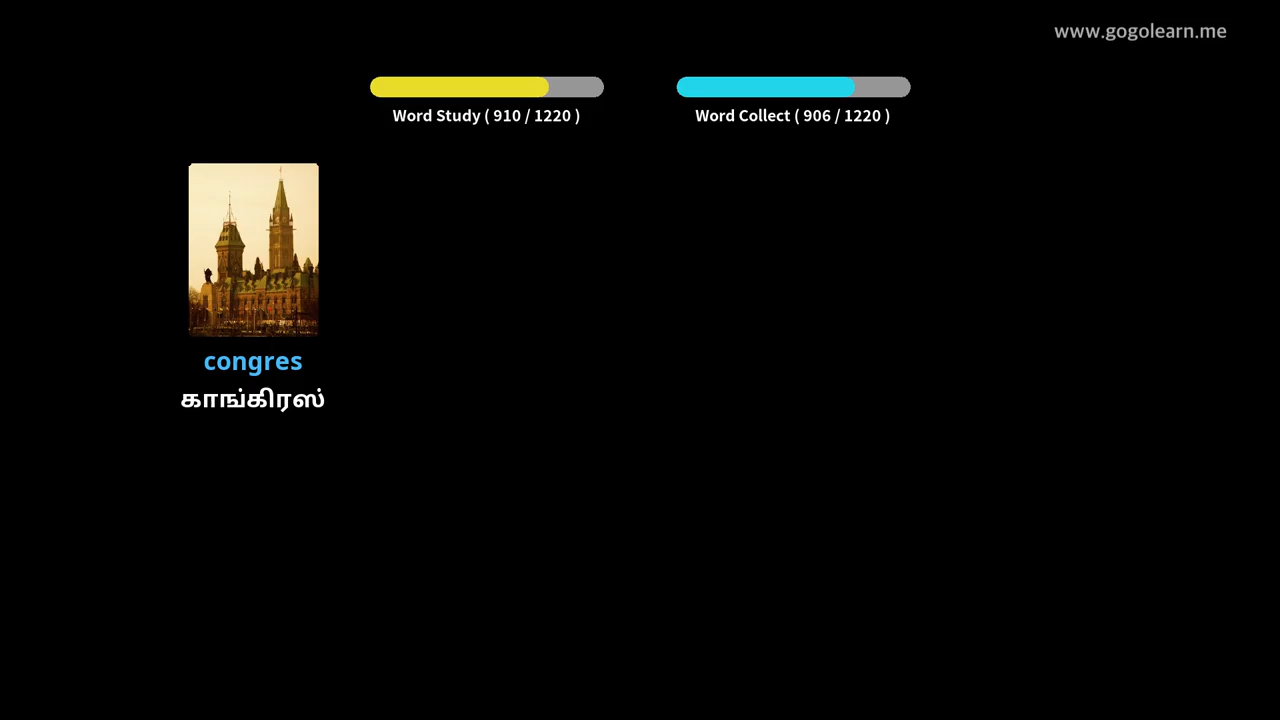 www.gogolearn.me
Word Study ( 910 / 1220 )
Word Collect ( 906 / 1220 )
congres
காங்கிரஸ்